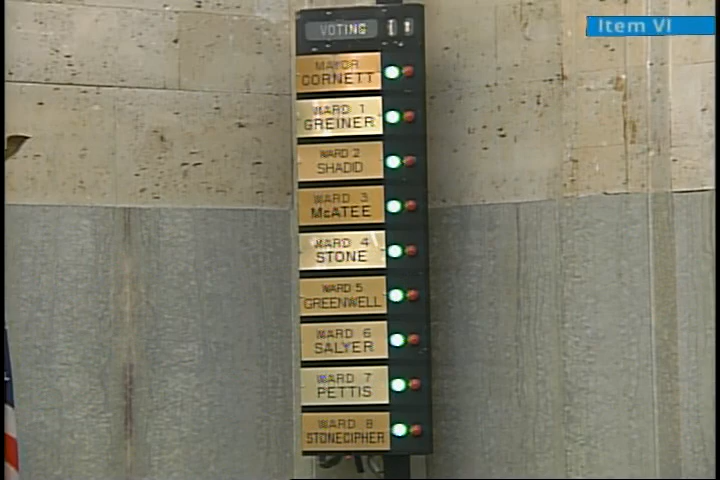 Item VI
VOTING
MAYOR
CORNETT
WARD 1
GREINER
WARD 2
SHADID
WARD 3
McATEE
WARD 4
STONE
WARD 5
GREENWELL
WARD 6
SALYER
WARD 7
PETTIS
WARD 8
STONECIPHER